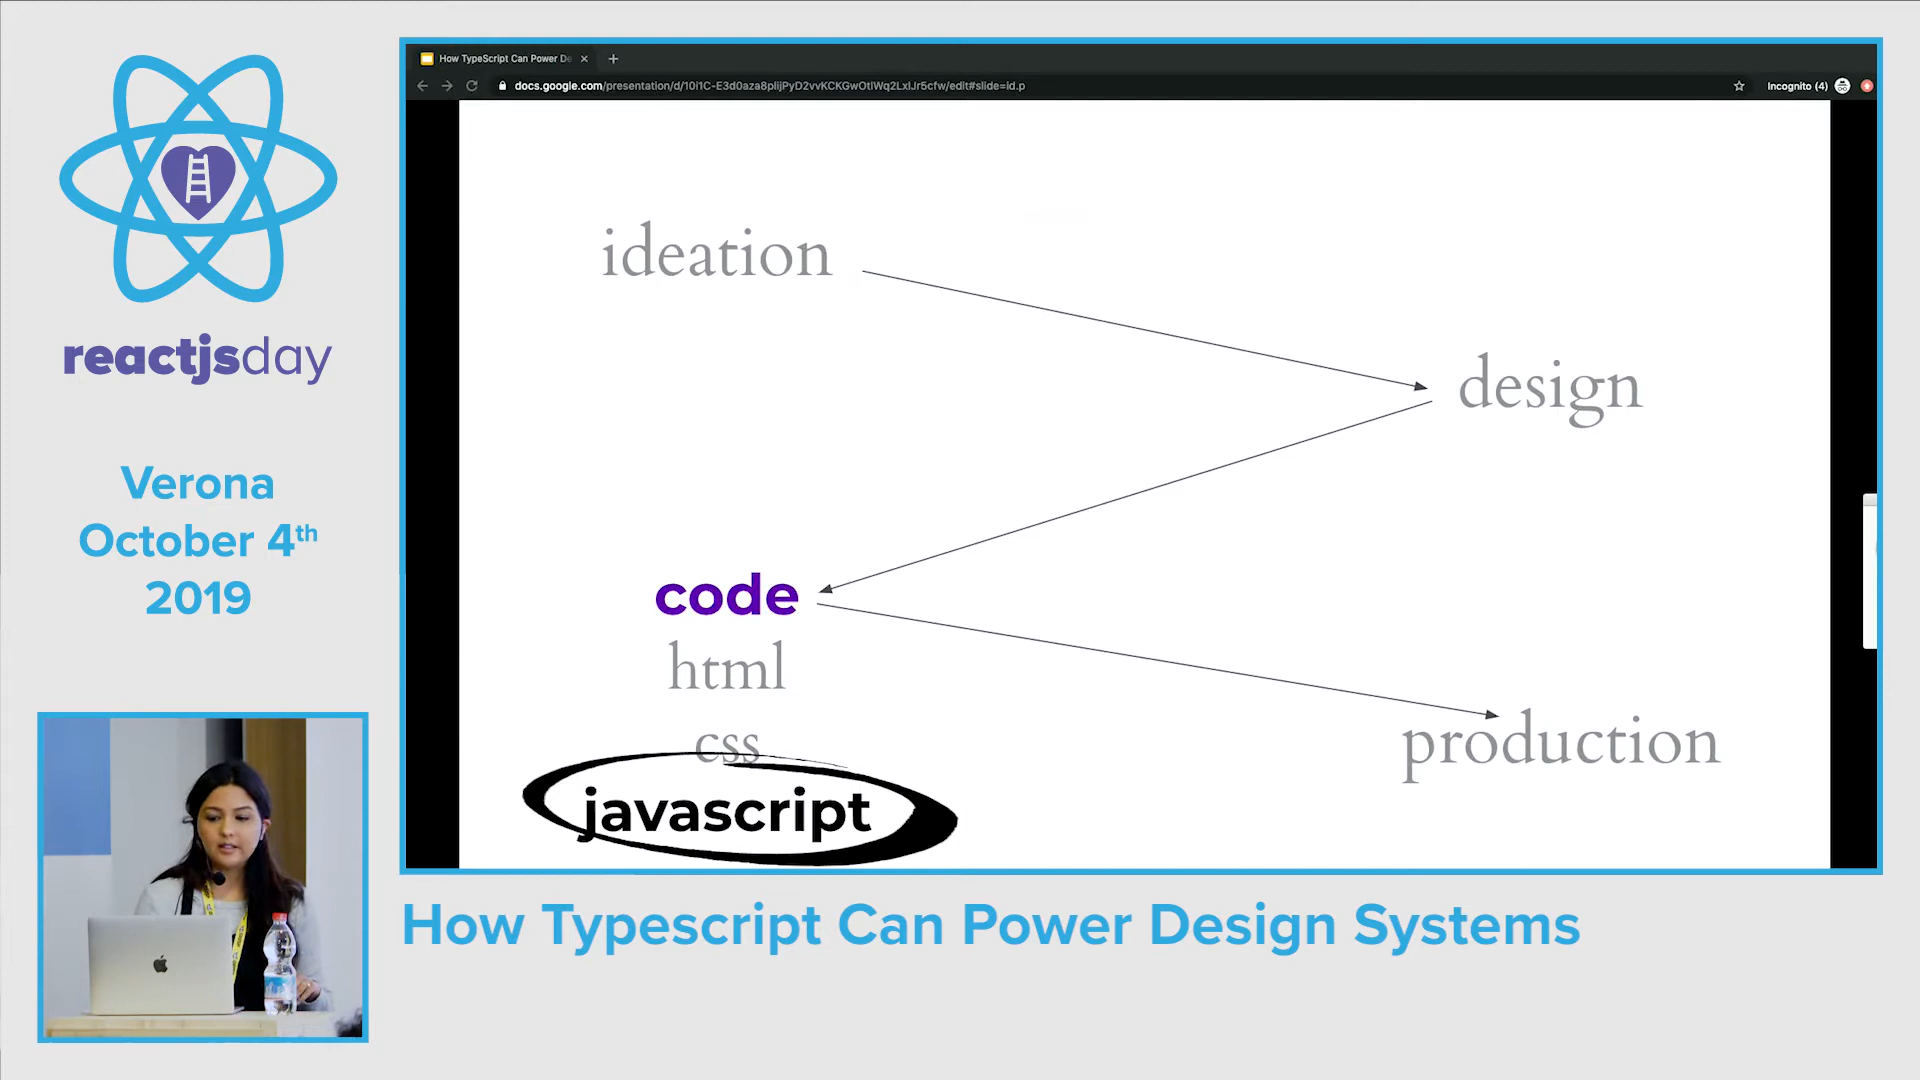 reactjsday
Verona
October 4th
2019
How TypeScript Can Power De
docs.google.com/presentation/d/10i1C-E3d0aza8plijPyD2vvKCKGwOtlWq2LxlJr5cfw/edit#slide=id.p
Incognito (4)
ideation
design
code
html
css
javascript
production
How Typescript Can Power Design Systems